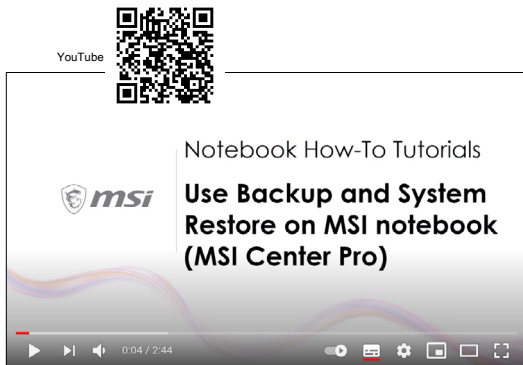 YouTube
Notebook How-To Tutorials
msi
Use Backup and System
Restore on MSI notebook
(MSI Center Pro)
0:04 / 2:44